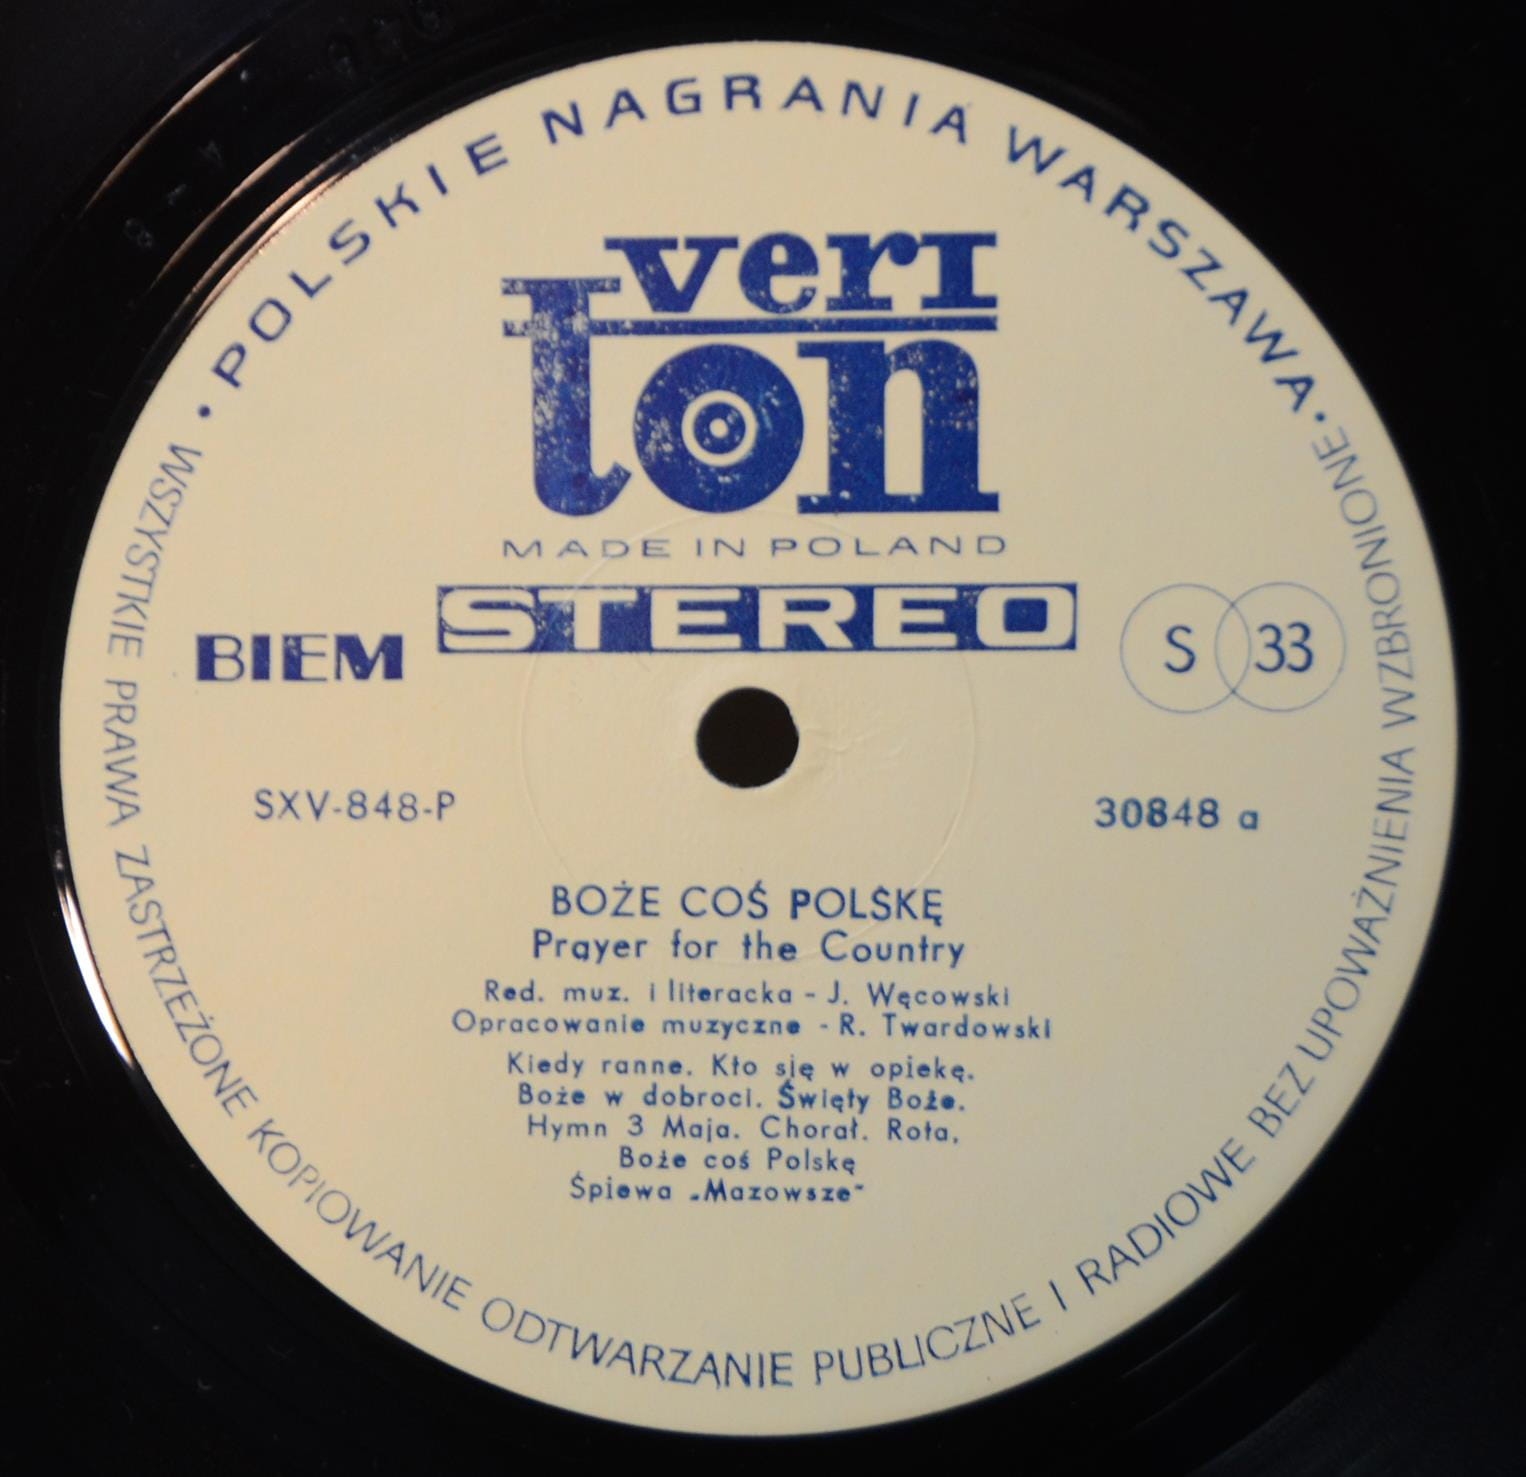 • POLSKIE NAGRANIA WARSZAWA •
veri
ton
MADE IN POLAND
STEREO
BIEM
S 33
SXV-848-P
30848 a
BOŻE COŚ POLSKĘ
Prayer for the Country
Red. muz. i literacka - J. Węcowski
Opracowanie muzyczne - R. Twardowski
Kiedy ranne. Kto się w opiekę.
Boże w dobroci. Święty Boże.
Hymn 3 Maja. Chorał. Rota.
Boże coś Polskę
Śpiewa „Mazowsze"
WSZYSTKIE PRAWA ZASTRZEŻONE KOPIOWANIE ODTWARZANIE PUBLICZNE I RADIOWE BEZ UPOWAŻNIENIA WZBRONIONE